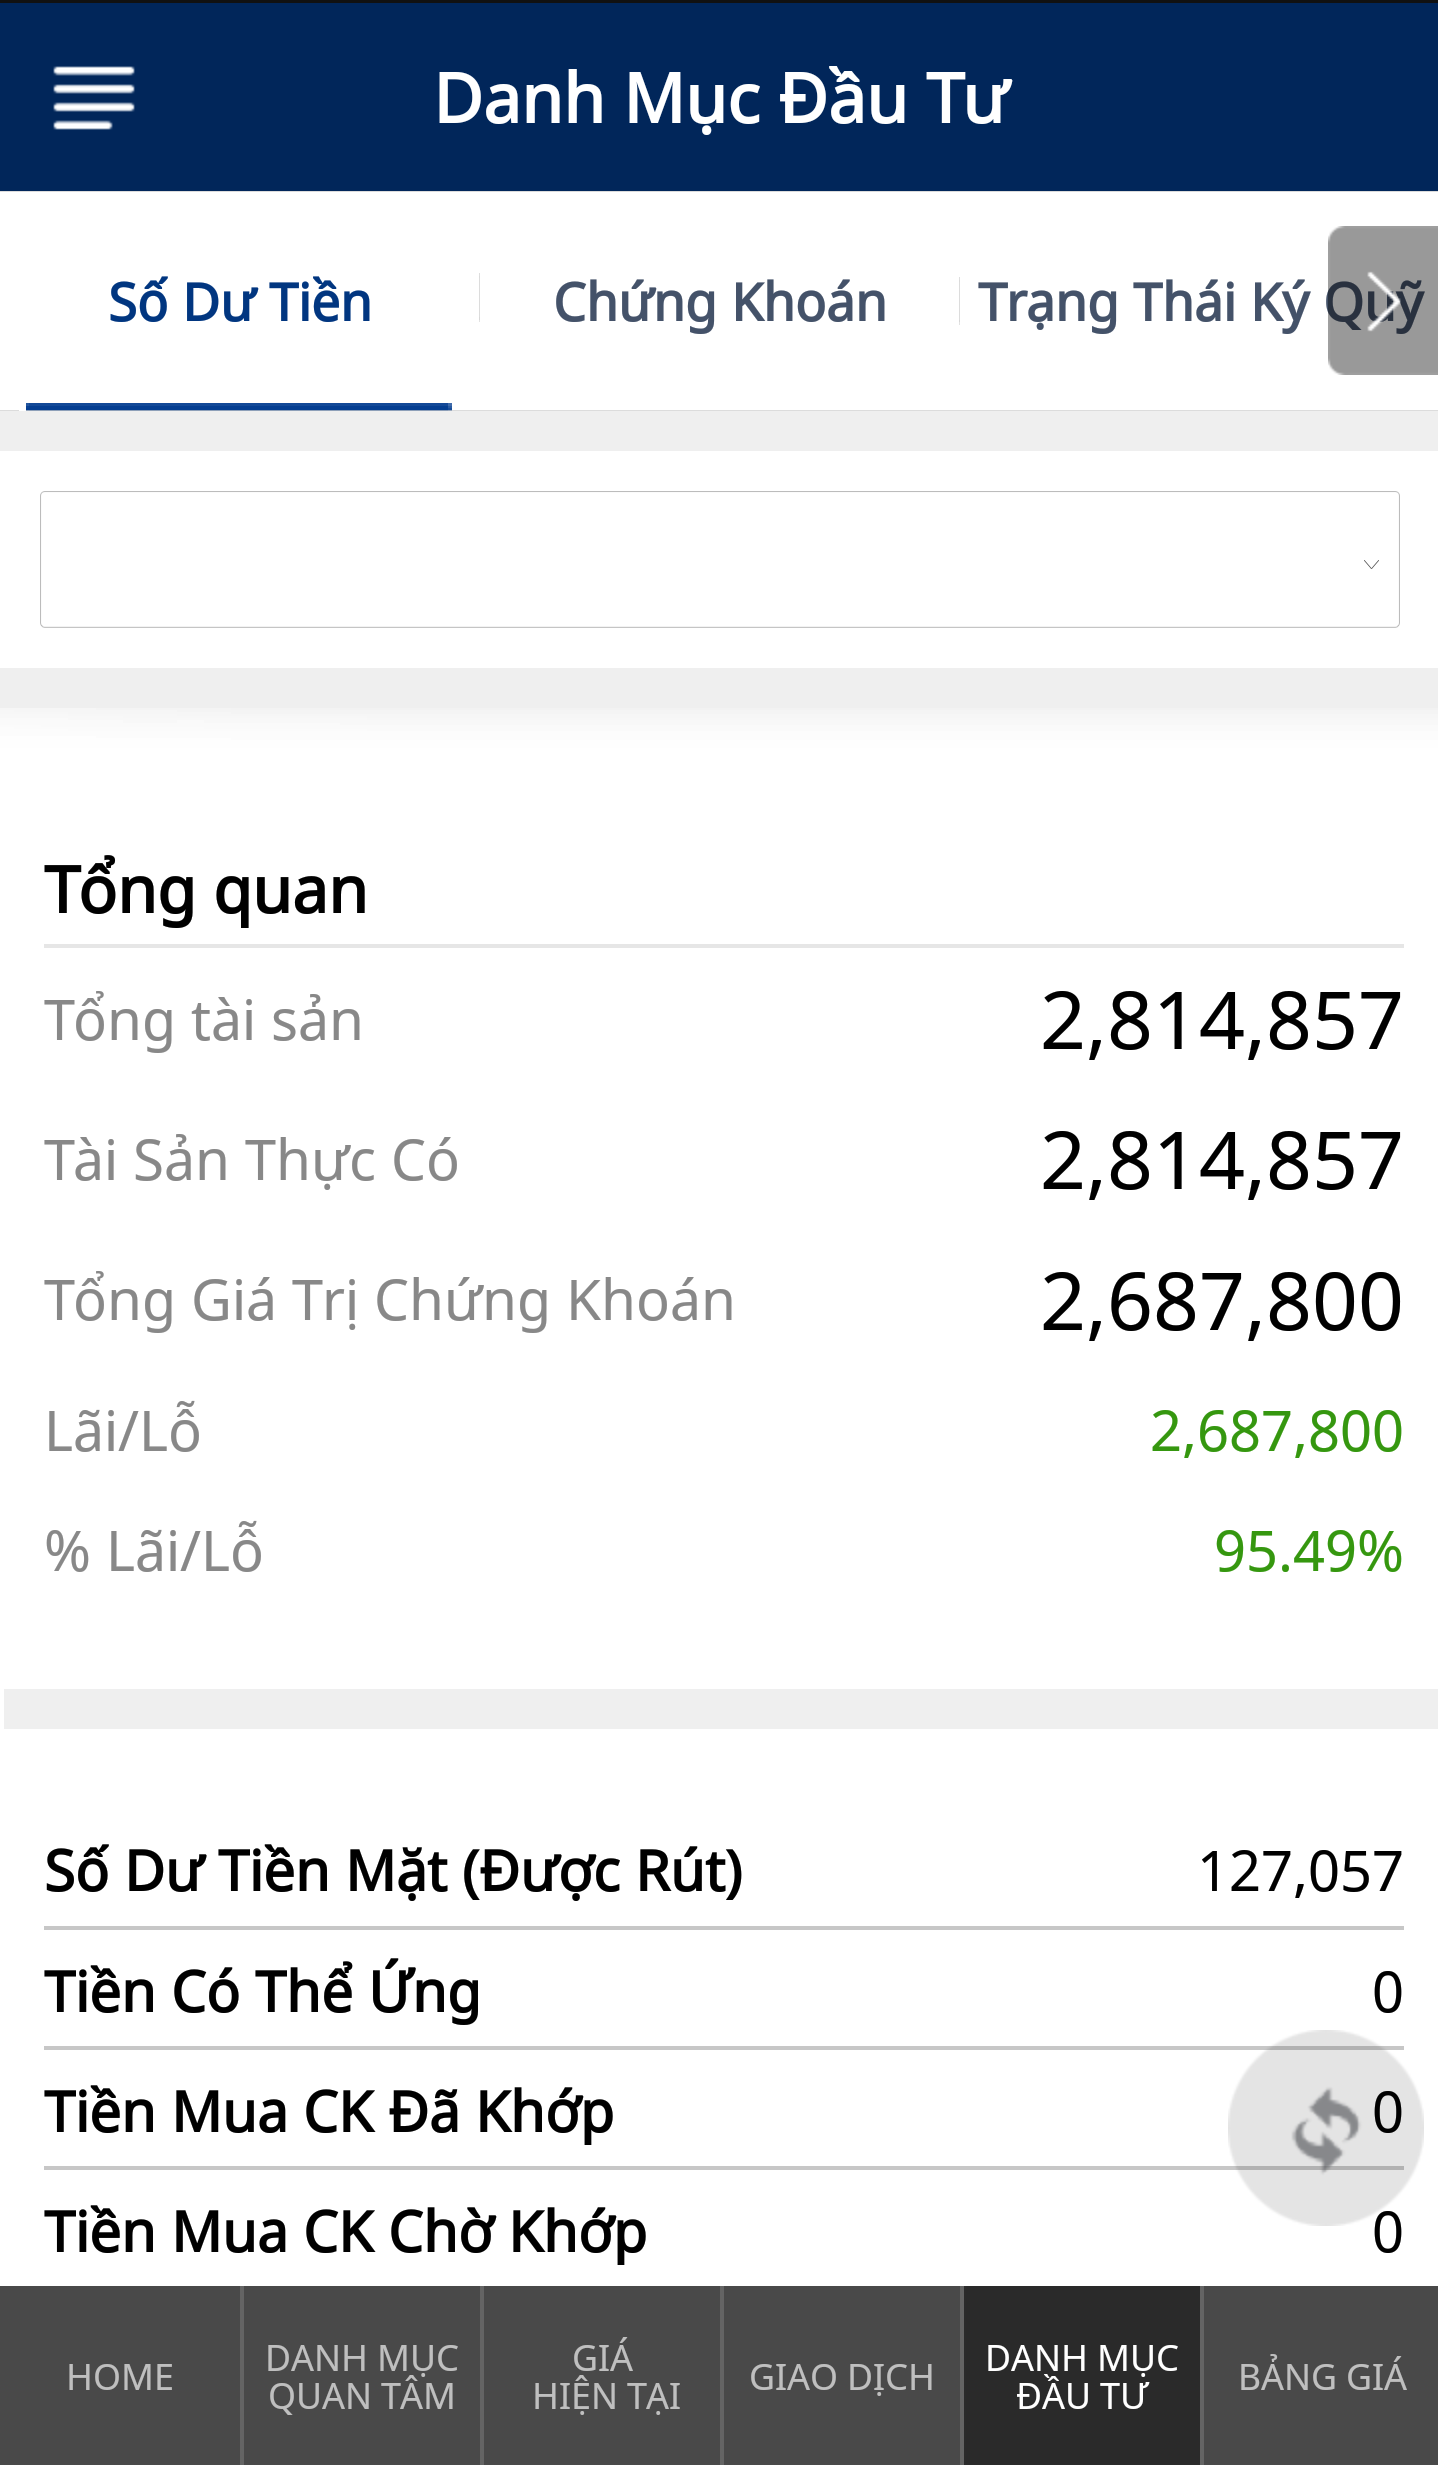 Danh Mục Đầu Tư
Số Dư Tiền
Chứng Khoán
Trạng Thái Ký Quỹ
Tổng quan
Tổng tài sản
2,814,857
Tài Sản Thực Có
2,814,857
Tổng Giá Trị Chứng Khoán
2,687,800
Lãi/Lỗ
2,687,800
% Lãi/Lỗ
95.49%
Số Dư Tiền Mặt (Được Rút)
127,057
Tiền Có Thể Ứng
0
Tiền Mua CK Đã Khớp
0
Tiền Mua CK Chờ Khớp
0
HOME
DANH MỤC
QUAN TÂM
GIÁ
HIỆN TẠI
GIAO DỊCH
DANH MỤC
ĐẦU TƯ
BẢNG GIÁ